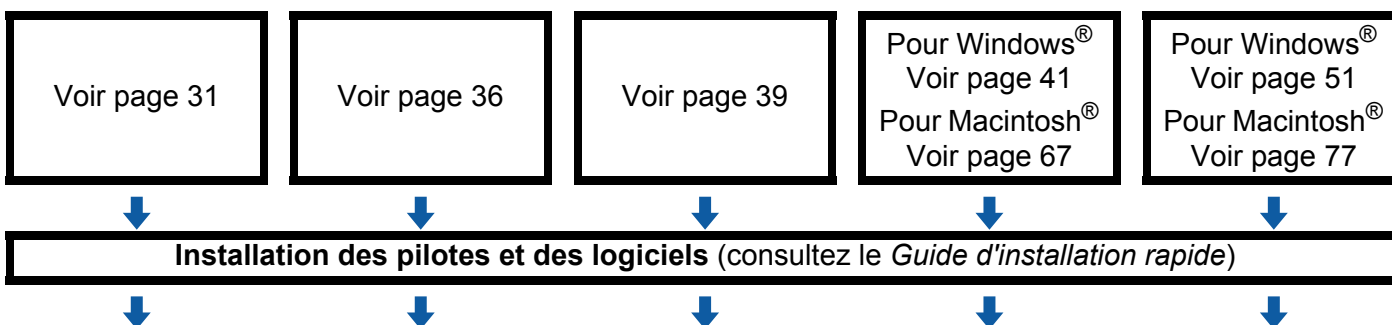 Voir page 31
Voir page 36
Voir page 39
Pour Windows®
Voir page 41
Pour Macintosh®
Voir page 67
Pour Windows®
Voir page 51
Pour Macintosh®
Voir page 77
Installation des pilotes et des logiciels (consultez le Guide d'installation rapide)